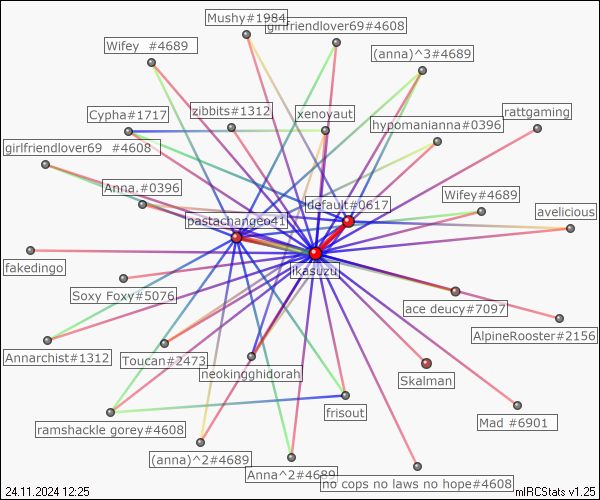 Mushy#1984
girlfriendlover69#4608
Wifey #4689
(anna)^3#4689
Cypha#1717
zibbits#1312
xenoyaut
rattgaming
hypomanianna#0396
girlfriendlover69 #4608
Anna.#0396
Wifey#4689
default#0617
avelicious
pastachangeo41
fakedingo
ikasuzu
Soxy Foxy#5076
ace deucy#7097
AlpineRooster#2156
Annarchist#1312
Toucan#2473
neokingghidorah
Skalman
frisout
Mad #6901
ramshackle gorey#4608
(anna)^2#4689
Anna^2#4689
no cops no laws no hope#4608
24.11.2024 12:25
mIRCStats v1.25